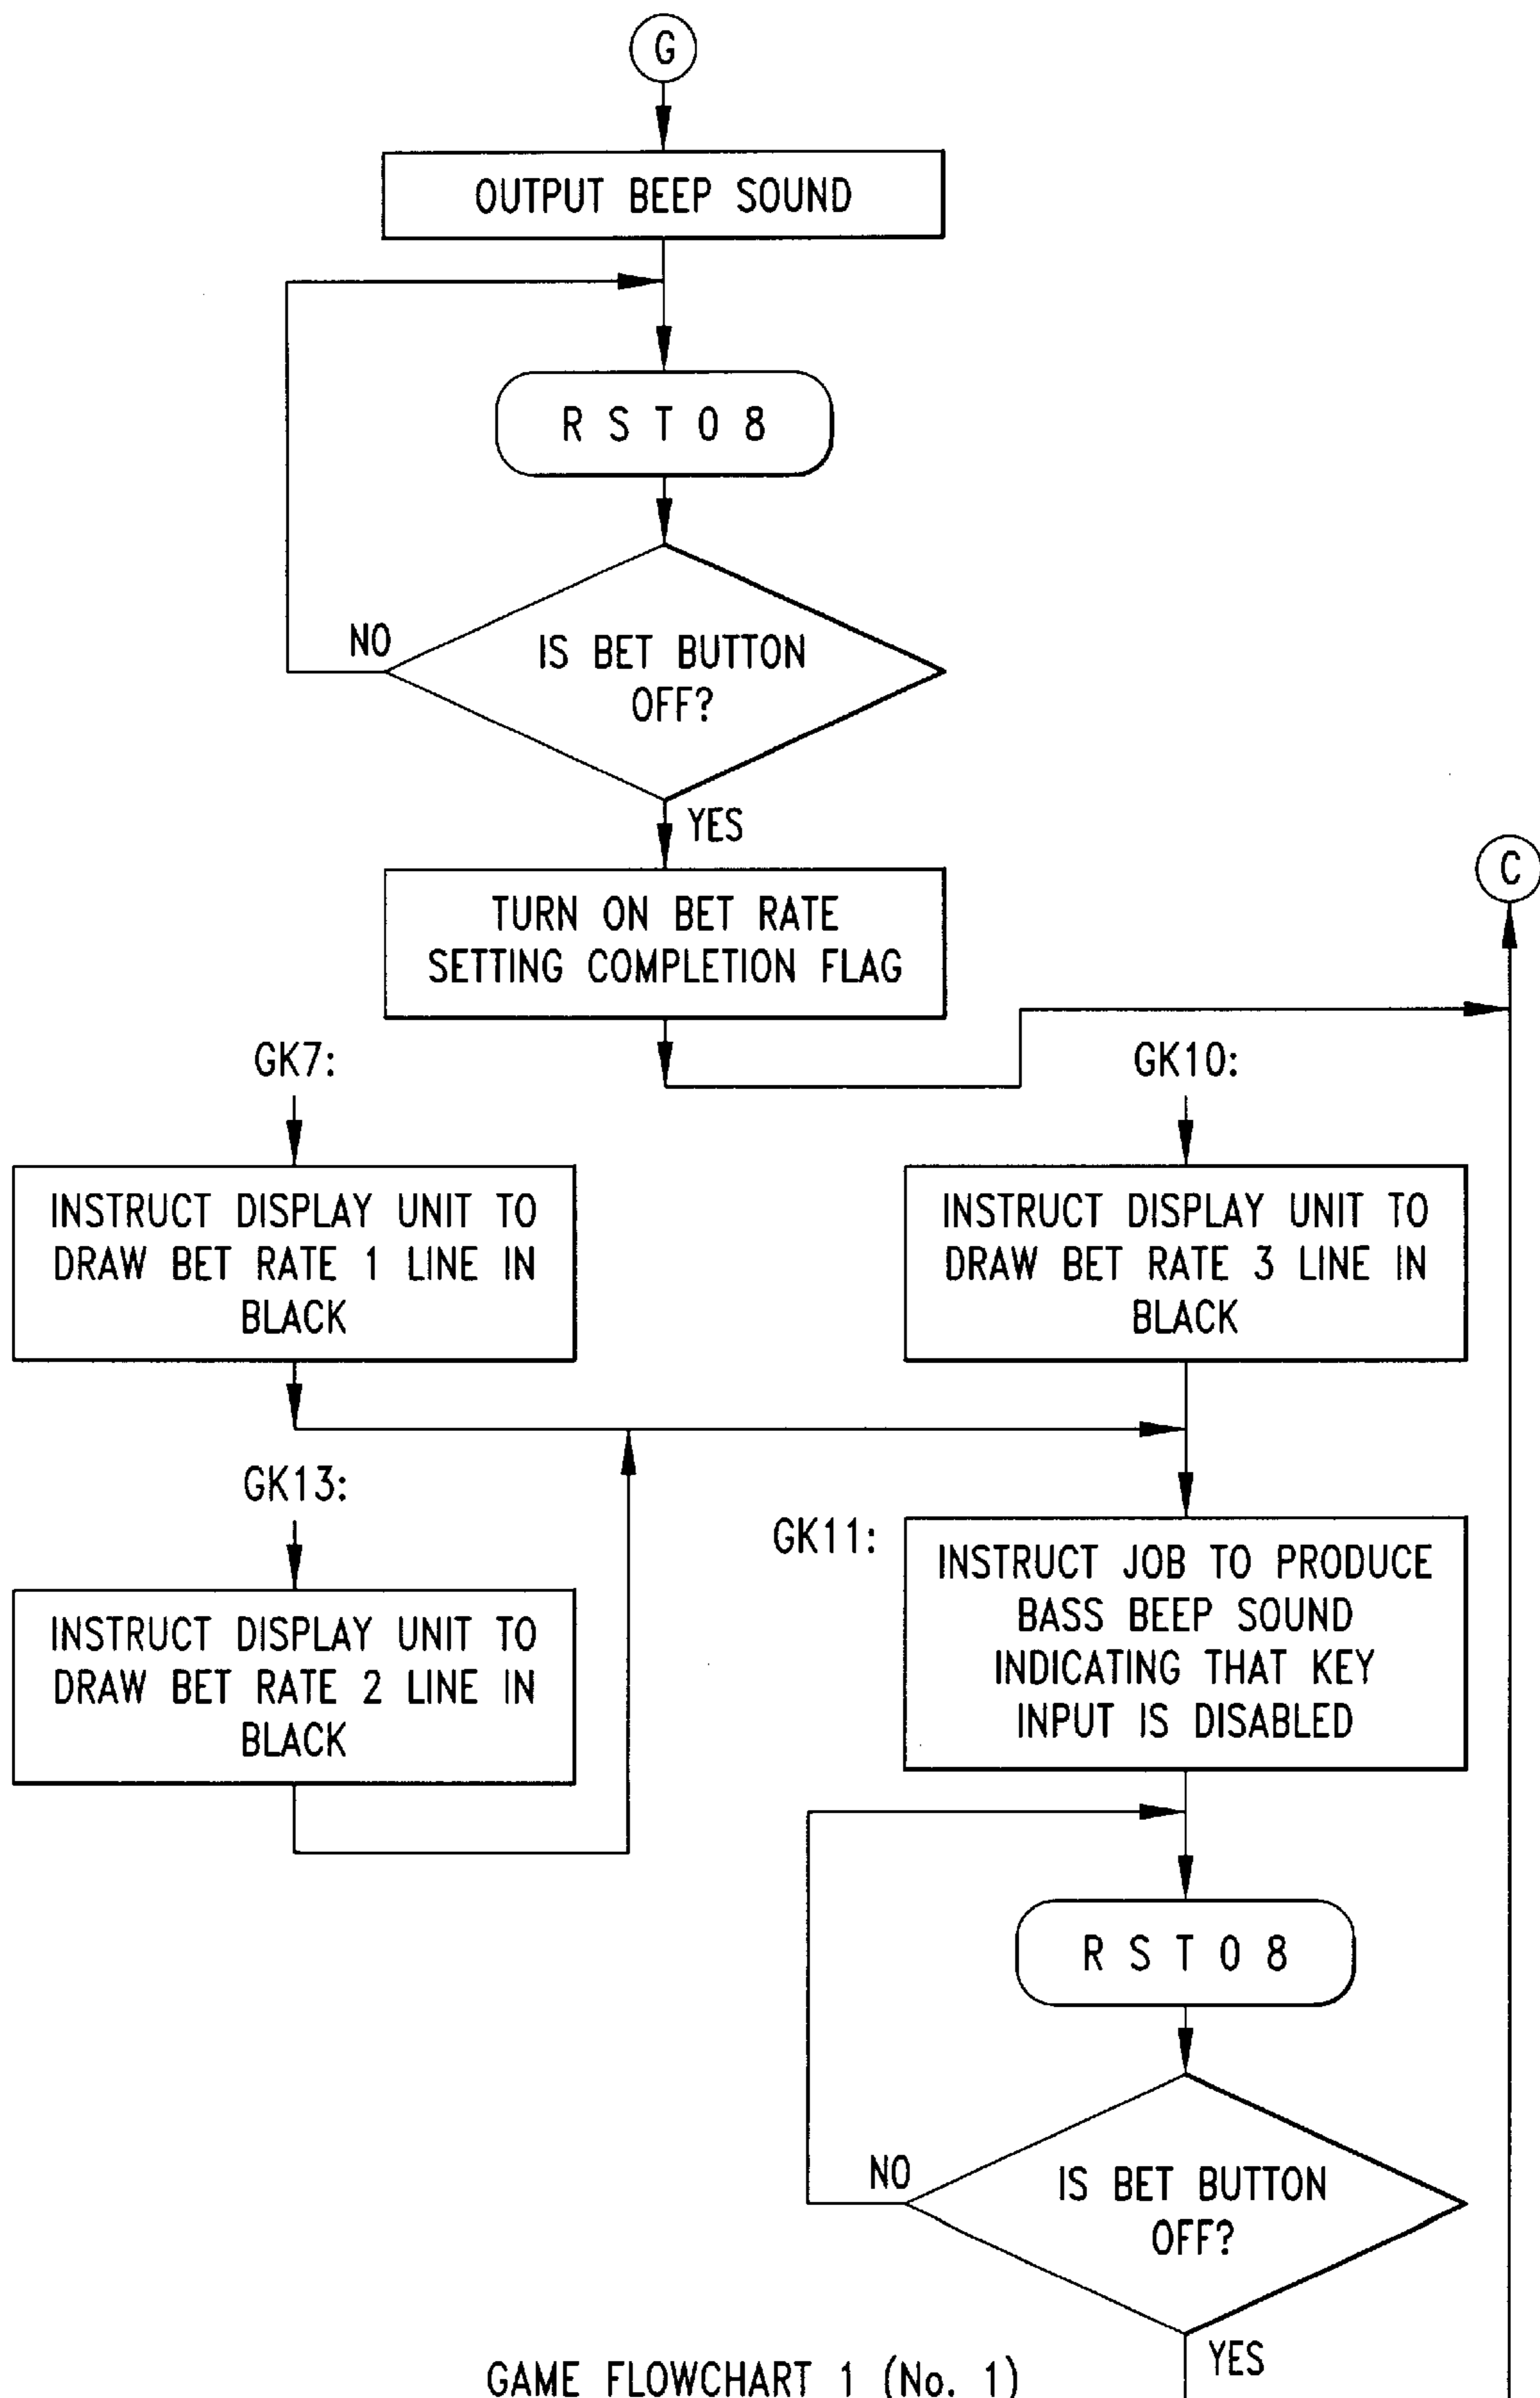 G
OUTPUT BEEP SOUND
R S T 0 8
NO
IS BET BUTTON
OFF?
YES
TURN ON BET RATE
SETTING COMPLETION FLAG
C
GK7:
INSTRUCT DISPLAY UNIT TO
DRAW BET RATE 1 LINE IN
BLACK
GK10:
INSTRUCT DISPLAY UNIT TO
DRAW BET RATE 3 LINE IN
BLACK
GK13:
INSTRUCT DISPLAY UNIT TO
DRAW BET RATE 2 LINE IN
BLACK
GK11:
INSTRUCT JOB TO PRODUCE
BASS BEEP SOUND
INDICATING THAT KEY
INPUT IS DISABLED
R S T 0 8
NO
IS BET BUTTON
OFF?
YES
GAME FLOWCHART 1 (No. 1)